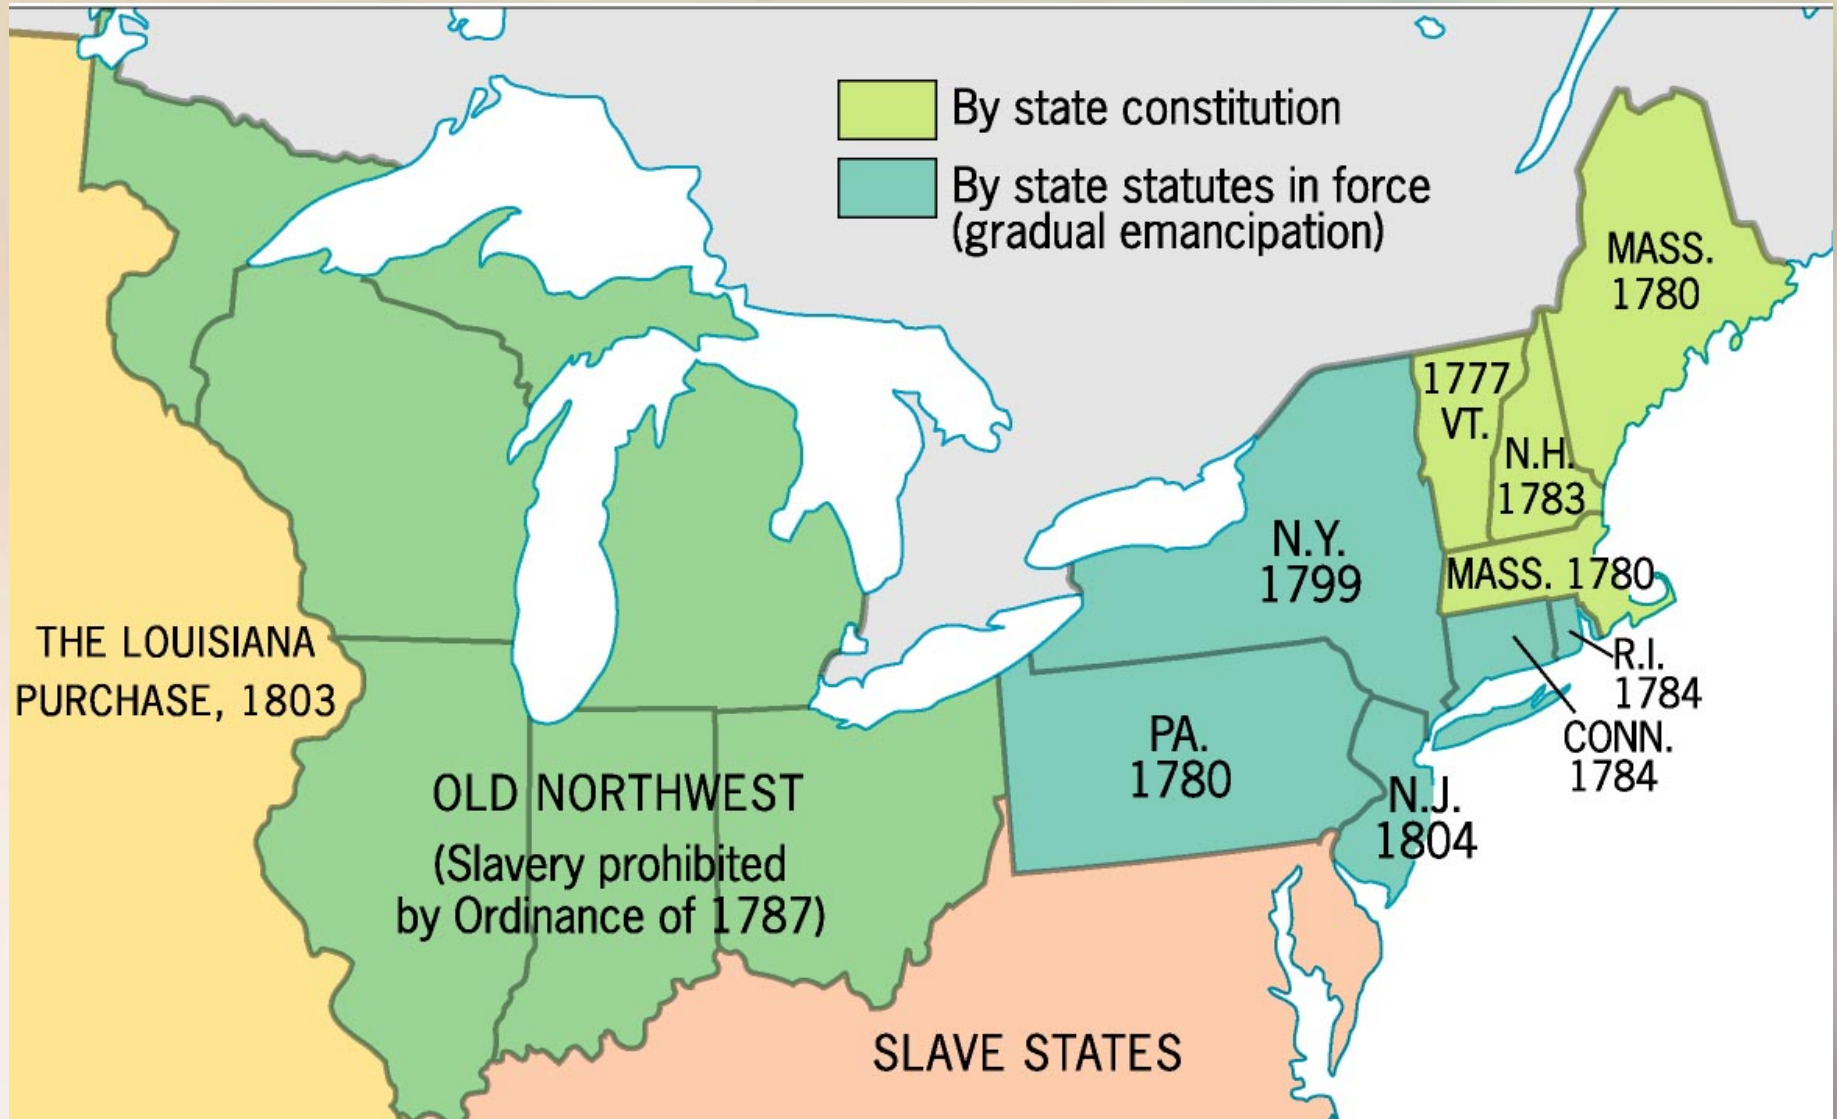 By state constitution
By state statutes in force
(gradual emancipation)
MASS.
1780
1777
VT.
N.H.
1783
N.Y.
1799
MASS. 1780
THE LOUISIANA
PURCHASE, 1803
R.I.
1784
PA.
1780
CONN.
1784
OLD NORTHWEST
(Slavery prohibited
by Ordinance of 1787)
N.J.
1804
SLAVE STATES